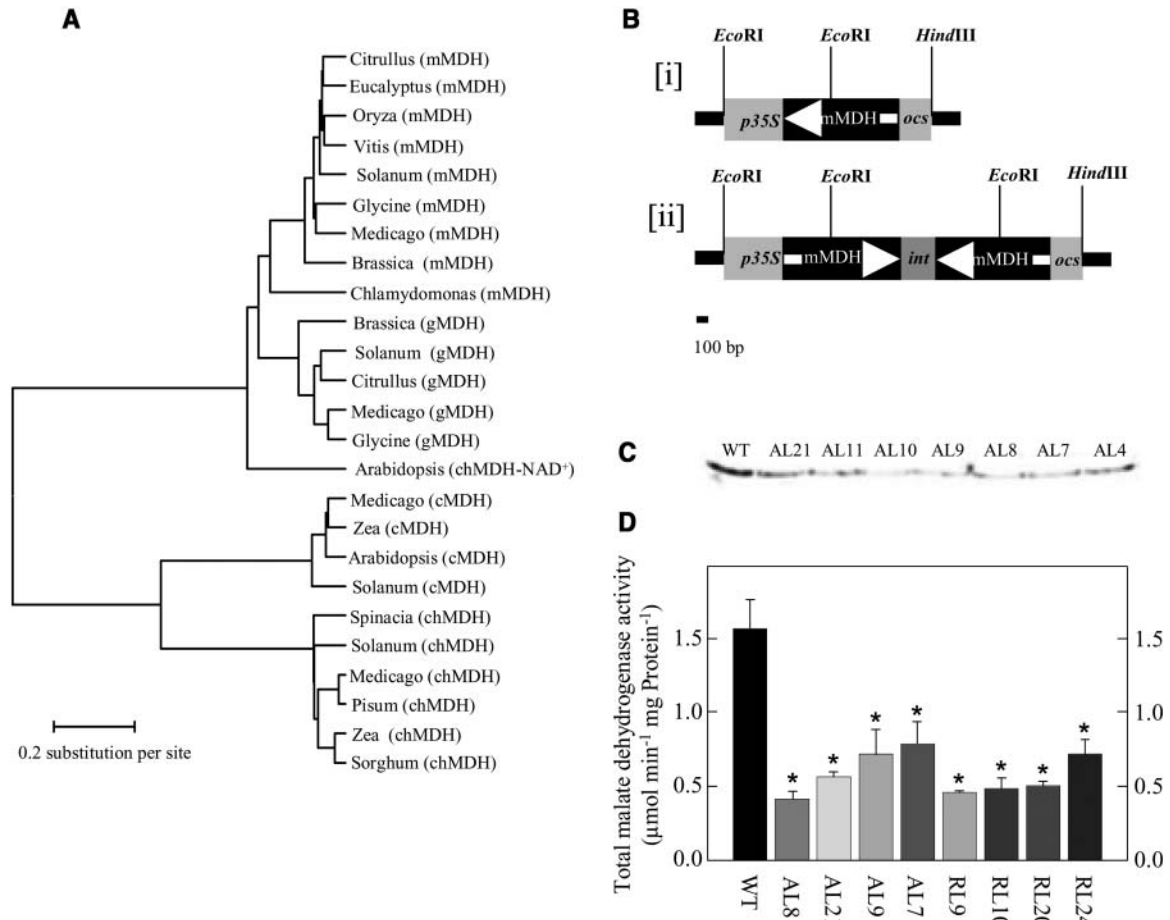 A
Citrullus (mMDH)
Eucalyptus (mMDH)
Oryza (mMDH)
Vitis (mMDH)
Solanum (mMDH)
Glycine (mMDH)
Medicago (mMDH)
Brassica (mMDH)
Chlamydomonas (mMDH)
Brassica (gMDH)
Solanum (gMDH)
Citrullus (gMDH)
Medicago (gMDH)
Glycine (gMDH)
Arabidopsis (chMDH-NAD⁺)
Medicago (cMDH)
Zea (cMDH)
Arabidopsis (cMDH)
Solanum (cMDH)
Spinacia (chMDH)
Solanum (chMDH)
Medicago (chMDH)
Pisum (chMDH)
Zea (chMDH)
Sorghum (chMDH)
0.2 substitution per site
B
EcoRI EcoRI HindIII
[i]
p35S mMDH ocs
EcoRI EcoRI EcoRI HindIII
[ii]
p35S mMDH int mMDH ocs
100 bp
C
WT AL21 AL11 AL10 AL9 AL8 AL7 AL4
D
Total malate dehydrogenase activity
(μmol min⁻¹ mg Protein⁻¹)
1.5 1.5
1.0 1.0
0.5 0.5
0.0 0.0
* * * * * * * *
WT AL8 AL2 AL9 AL7 RL9 RL10 RL24